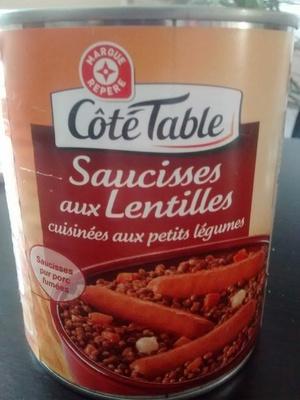 MARQUE
REPÈRE
Côté Table
Saucisses
aux Lentilles
cuisinées aux petits légumes
Saucisses
pur porc
fumées